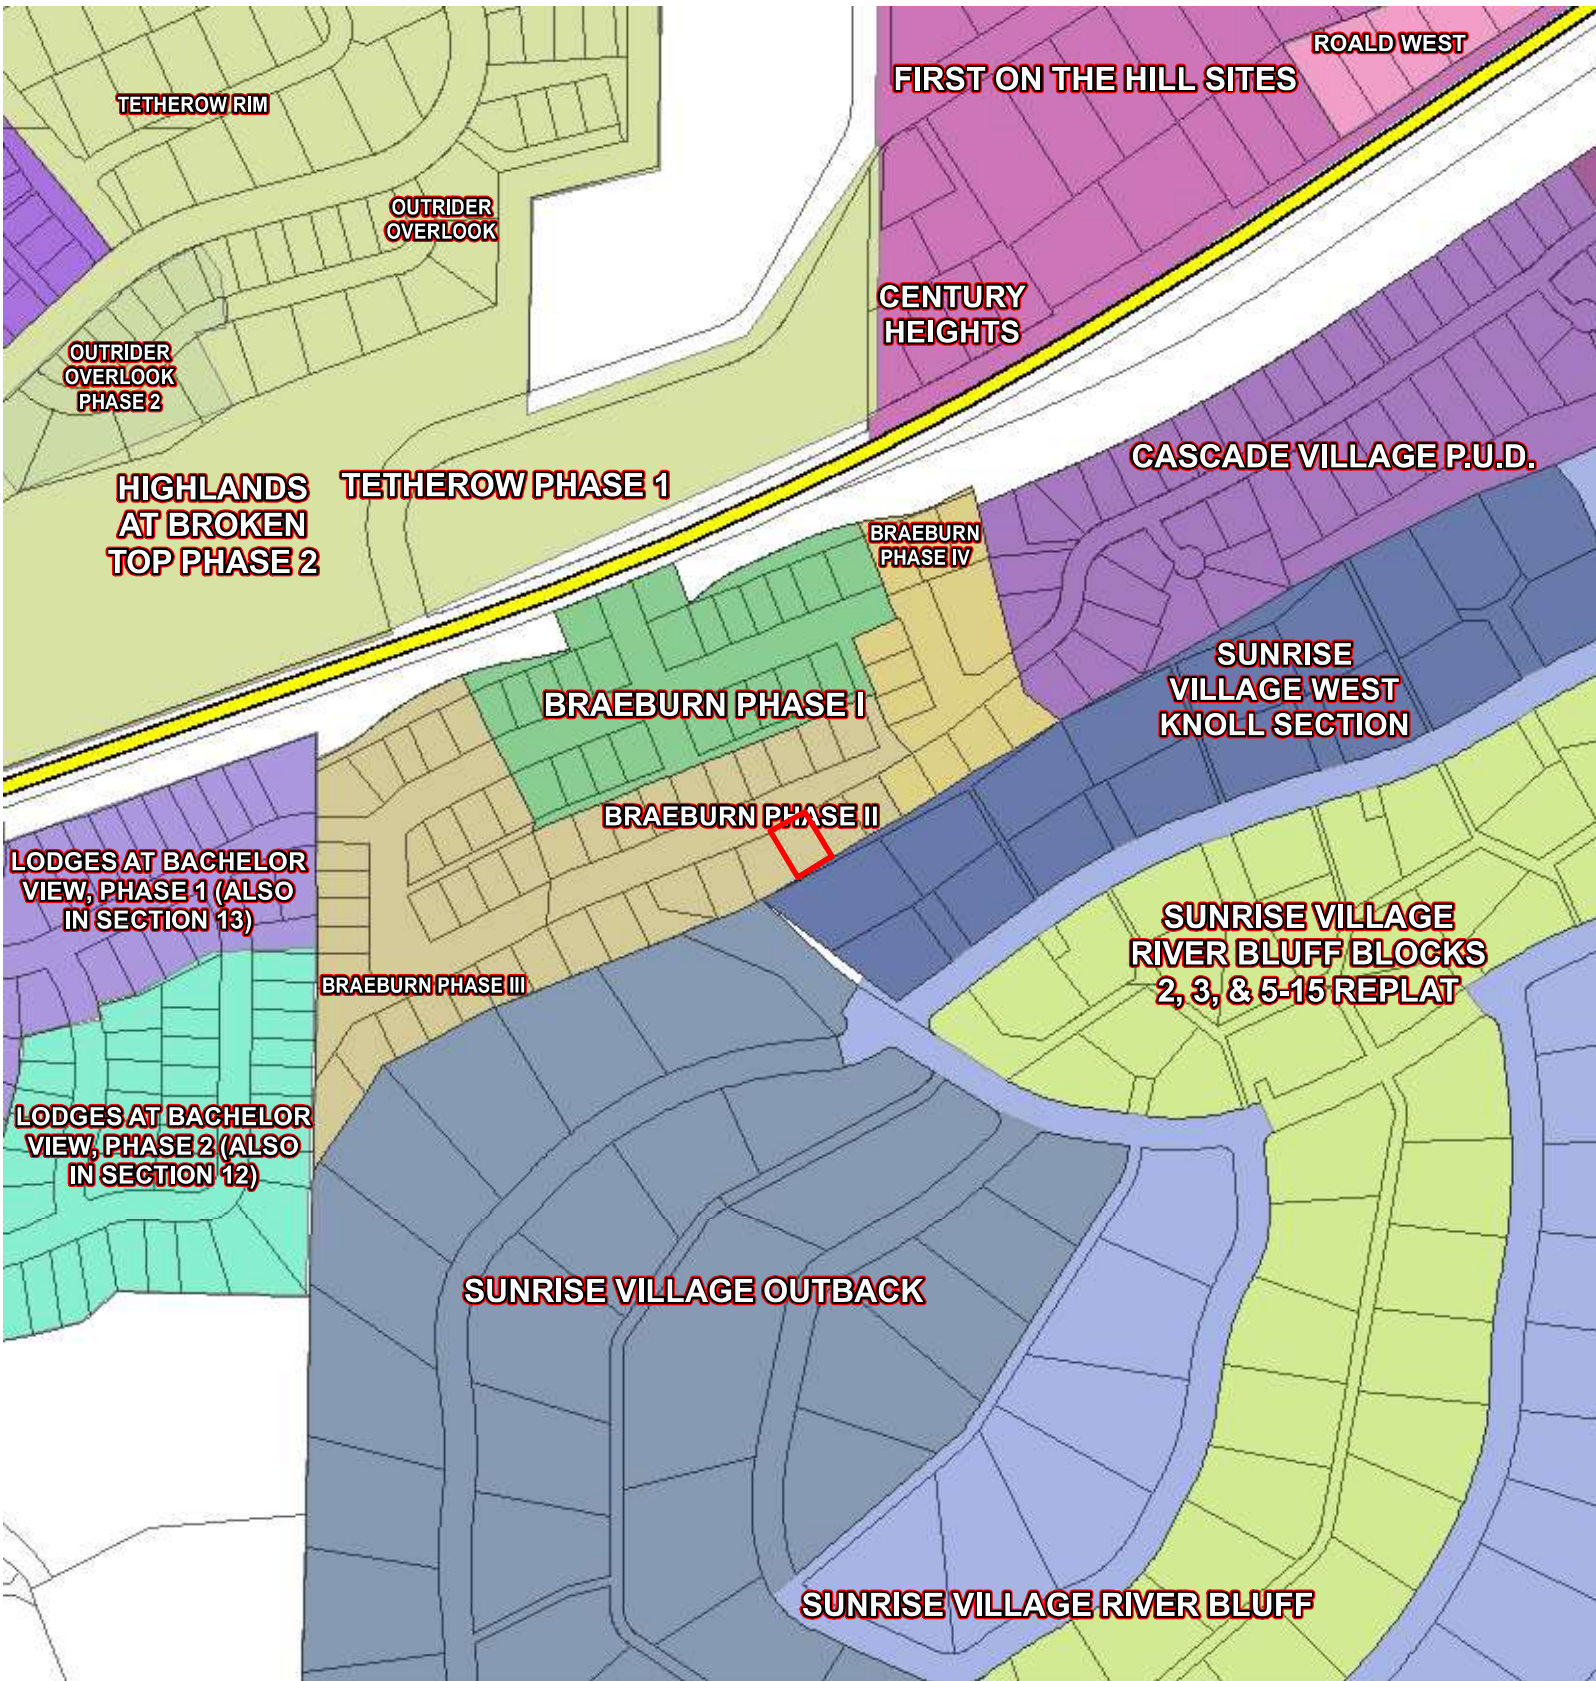 ROALD WEST
FIRST ON THE HILL SITES
TETHEROW RIM
OUTRIDER
OVERLOOK
CENTURY
HEIGHTS
OUTRIDER
OVERLOOK
PHASE 2
CASCADE VILLAGE P.U.D.
HIGHLANDS
AT BROKEN
TOP PHASE 2
TETHEROW PHASE 1
BRAEBURN
PHASE IV
SUNRISE
VILLAGE WEST
KNOLL SECTION
BRAEBURN PHASE I
BRAEBURN PHASE II
LODGES AT BACHELOR
VIEW, PHASE 1 (ALSO
IN SECTION 13)
SUNRISE VILLAGE
RIVER BLUFF BLOCKS
2, 3, & 5-15 REPLAT
BRAEBURN PHASE III
LODGES AT BACHELOR
VIEW, PHASE 2 (ALSO
IN SECTION 12)
SUNRISE VILLAGE OUTBACK
SUNRISE VILLAGE RIVER BLUFF